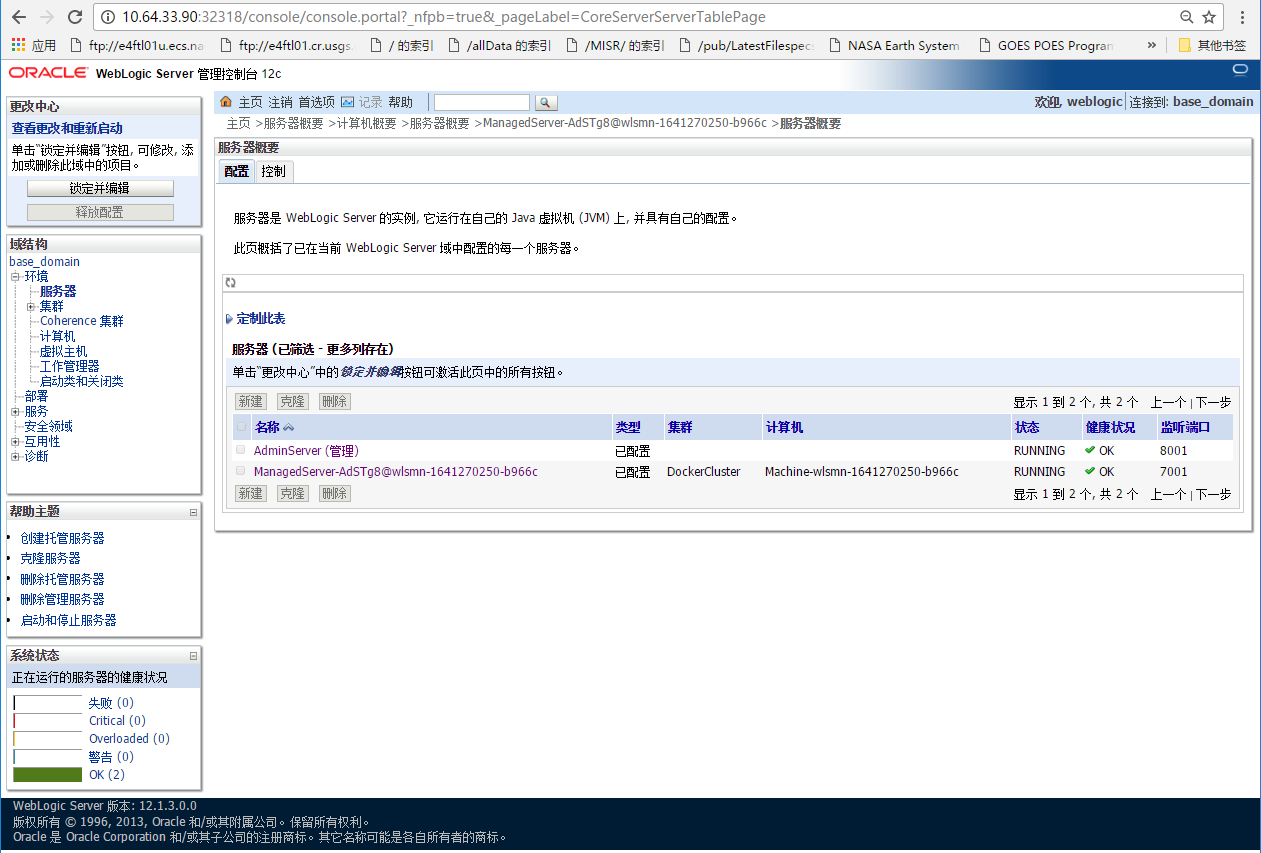 10.64.33.90:32318/console/console.portal?_nfpb=true&_pageLabel=CoreServerServerTablePage
应用 ftp://e4ftl01u.ecs.na ftp://e4ftl01.cr.usgs. / 的索引 /allData 的索引 /MISR/ 的索引 /pub/LatestFilespec NASA Earth System GOES POES Program » 其他书签
ORACLE WebLogic Server 管理控制台 12c
更改中心
查看更改和重新启动
单击“锁定并编辑”按钮, 可修改, 添
加或删除此域中的项目。
锁定并编辑
释放配置
域结构
base_domain
环境
服务器
集群
Coherence 集群
计算机
虚拟主机
工作管理器
启动类和关闭类
部署
服务
安全领域
互用性
诊断
帮助主题
创建托管服务器
克隆服务器
删除托管服务器
删除管理服务器
启动和停止服务器
系统状态
正在运行的服务器的健康状况
失败 (0)
Critical (0)
Overloaded (0)
警告 (0)
OK (2)
主页 注销 首选项 记录 帮助
欢迎, weblogic 连接到: base_domain
主页 >服务器概要 >计算机概要 >服务器概要 >ManagedServer-AdSTg8@wlsmn-1641270250-b966c >服务器概要
服务器概要
配置 控制
服务器是 WebLogic Server 的实例, 它运行在自己的 Java 虚拟机 (JVM) 上, 并具有自己的配置。
此页概括了已在当前 WebLogic Server 域中配置的每一个服务器。
定制此表
服务器 (已筛选 - 更多列存在)
单击“更改中心”中的锁定并编辑按钮可激活此页中的所有按钮。
新建 克隆 删除 显示 1 到 2 个, 共 2 个 上一个 | 下一步
名称 类型 集群 计算机 状态 健康状况 监听端口
AdminServer (管理) 已配置 RUNNING OK 8001
ManagedServer-AdSTg8@wlsmn-1641270250-b966c 已配置 DockerCluster Machine-wlsmn-1641270250-b966c RUNNING OK 7001
新建 克隆 删除 显示 1 到 2 个, 共 2 个 上一个 | 下一步
WebLogic Server 版本: 12.1.3.0.0
版权所有 © 1996, 2013, Oracle 和/或其附属公司。保留所有权利。
Oracle 是 Oracle Corporation 和/或其子公司的注册商标。其它名称可能是各自所有者的商标。